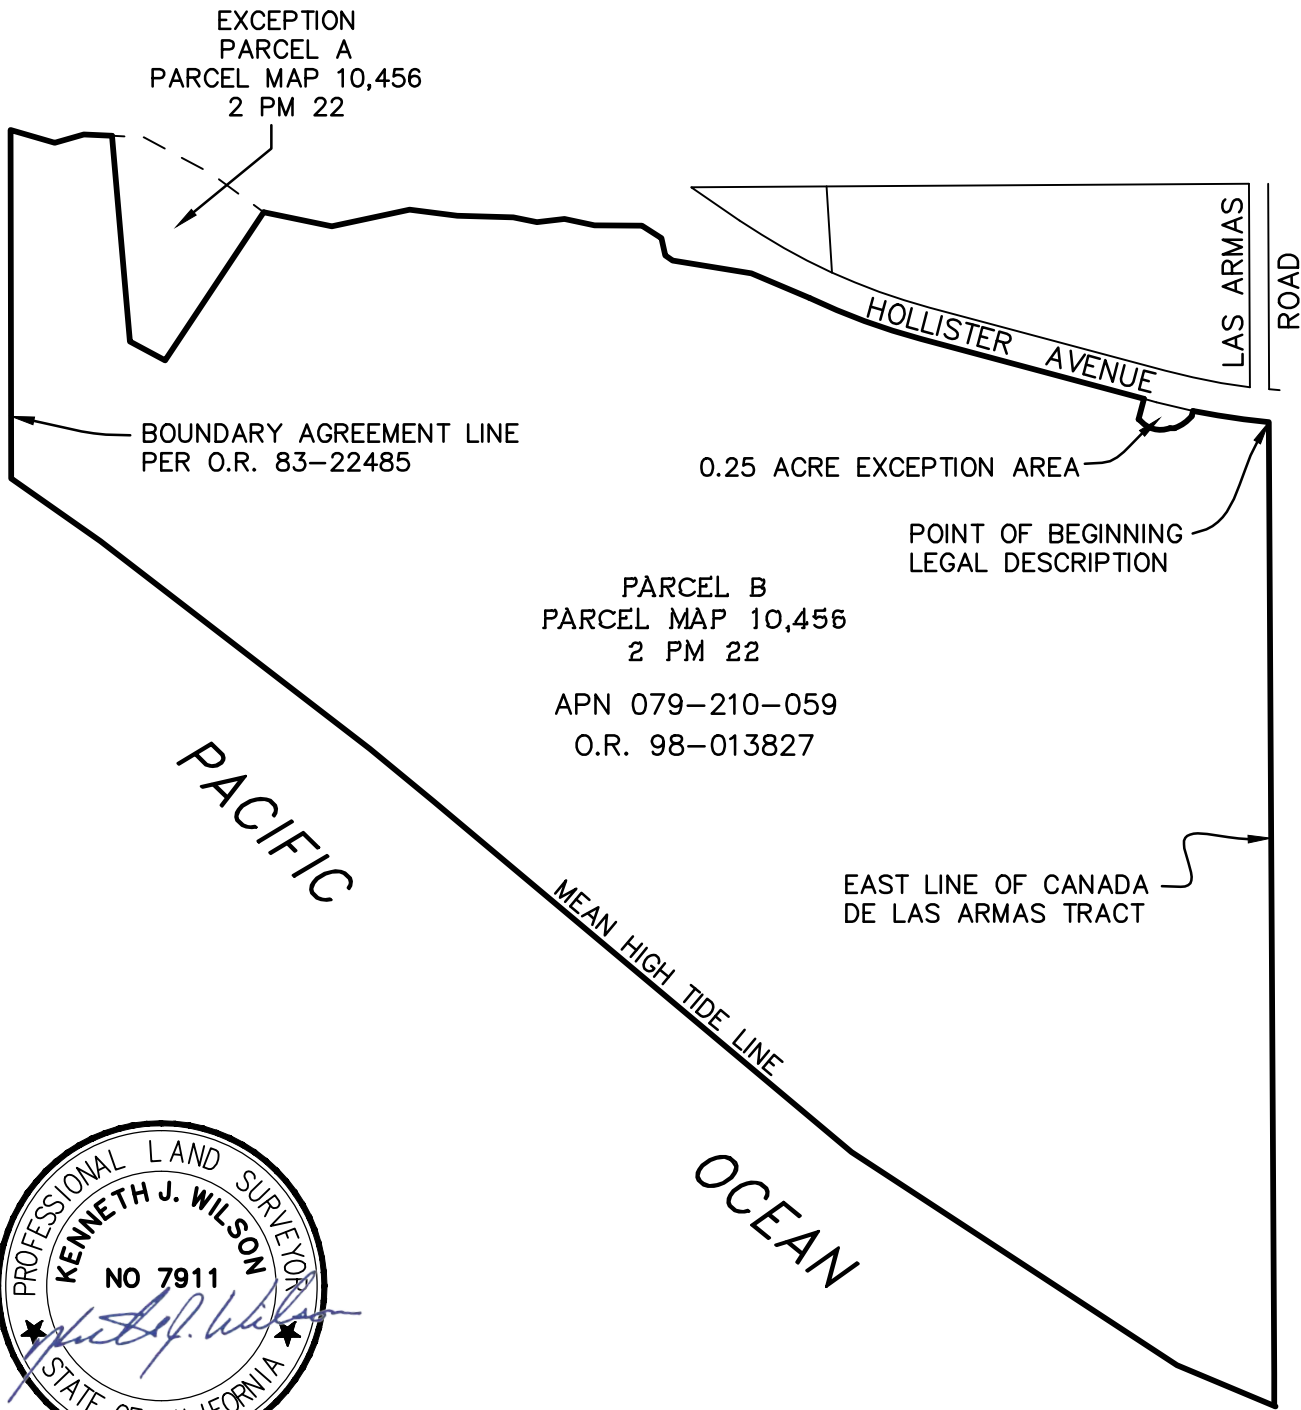 EXCEPTION
PARCEL A
PARCEL MAP 10,456
2 PM 22
LAS ARMAS
ROAD
HOLLISTER AVENUE
BOUNDARY AGREEMENT LINE
PER O.R. 83-22485
0.25 ACRE EXCEPTION AREA
POINT OF BEGINNING
LEGAL DESCRIPTION
PARCEL B
PARCEL MAP 10,456
2 PM 22
APN 079-210-059
O.R. 98-013827
PACIFIC
EAST LINE OF CANADA
DE LAS ARMAS TRACT
MEAN HIGH TIDE LINE
OCEAN
PROFESSIONAL LAND SURVEYOR
KENNETH J. WILSON
NO 7911
STATE OF CALIFORNIA